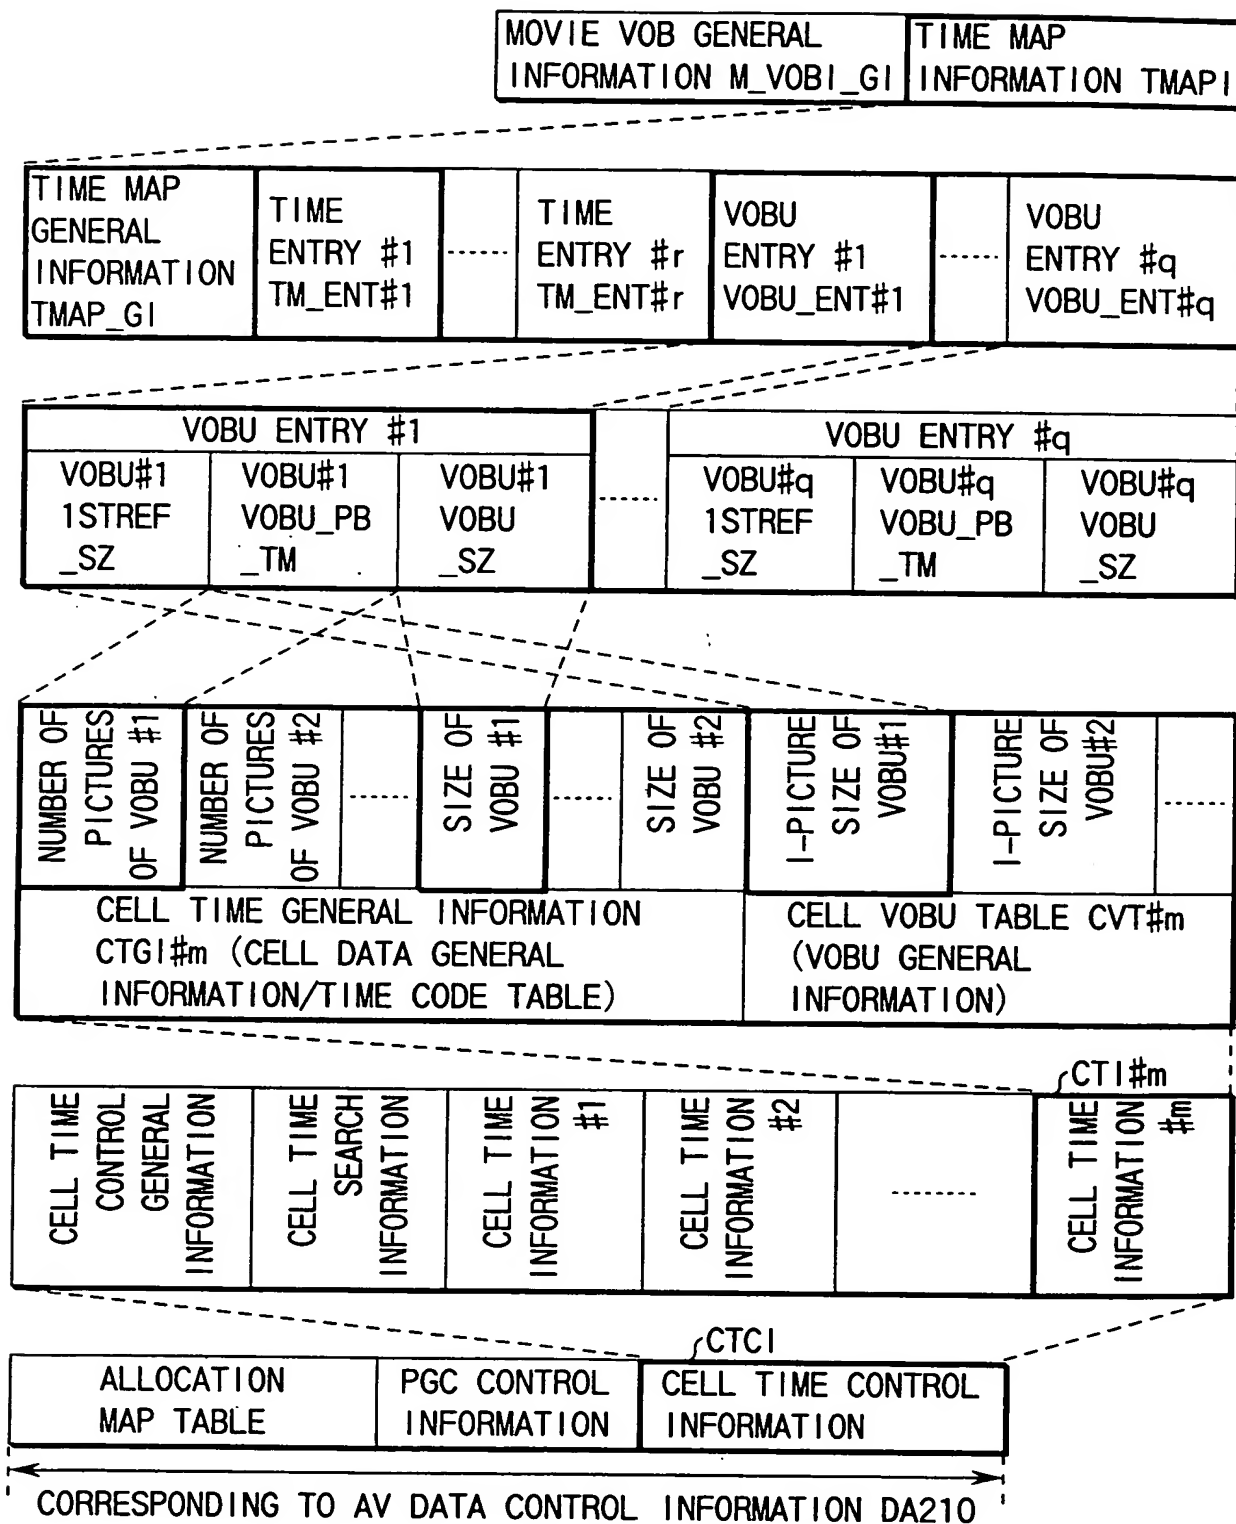 MOVIE VOB GENERAL
INFORMATION M_VOBI_GI
TIME MAP
INFORMATION TMAPI
TIME MAP
GENERAL
INFORMATION
TMAP_GI
TIME
ENTRY #1
TM_ENT#1
........
TIME
ENTRY #r
TM_ENT#r
VOBU
ENTRY #1
VOBU_ENT#1
........
VOBU
ENTRY #q
VOBU_ENT#q
VOBU ENTRY #1
VOBU#1
1STREF
_SZ
VOBU#1
VOBU_PB
_TM
VOBU#1
VOBU
_SZ
........
VOBU ENTRY #q
VOBU#q
1STREF
_SZ
VOBU#q
VOBU_PB
_TM
VOBU#q
VOBU
_SZ
NUMBER OF
PICTURES
OF VOBU #1
NUMBER OF
PICTURES
OF VOBU #2
........
SIZE OF
VOBU #1
........
SIZE OF
VOBU #2
I-PICTURE
SIZE OF
VOBU#1
I-PICTURE
SIZE OF
VOBU#2
........
CELL TIME GENERAL INFORMATION
CTGI#m (CELL DATA GENERAL
INFORMATION/TIME CODE TABLE)
CELL VOBU TABLE CVT#m
(VOBU GENERAL
INFORMATION)
CTI#m
CELL TIME
CONTROL
GENERAL
INFORMATION
CELL TIME
SEARCH
INFORMATION
CELL TIME
INFORMATION
#1
CELL TIME
INFORMATION
#2
........
CELL TIME
INFORMATION
#m
CTCI
ALLOCATION
MAP TABLE
PGC CONTROL
INFORMATION
CELL TIME CONTROL
INFORMATION
CORRESPONDING TO AV DATA CONTROL INFORMATION DA210